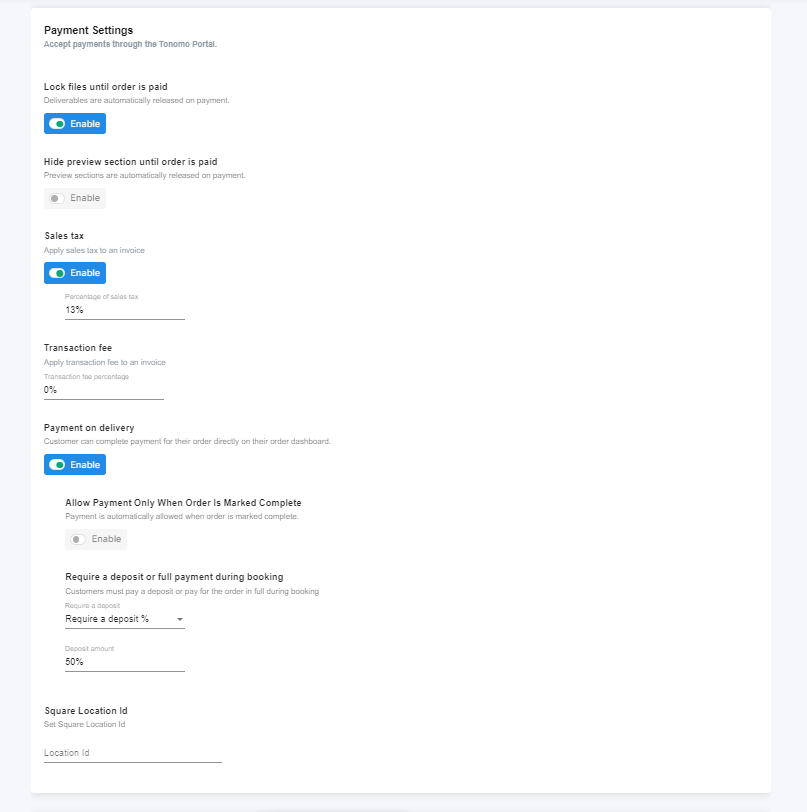 Payment Settings
Accept payments through the Tonomo Portal.
Lock files until order is paid
Deliverables are automatically released on payment.
Enable
Hide preview section until order is paid
Preview sections are automatically released on payment.
Enable
Sales tax
Apply sales tax to an invoice
Enable
Percentage of sales tax
13%
Transaction fee
Apply transaction fee to an invoice
Transaction fee percentage
0%
Payment on delivery
Customer can complete payment for their order directly on their order dashboard.
Enable
Allow Payment Only When Order Is Marked Complete
Payment is automatically allowed when order is marked complete.
Enable
Require a deposit or full payment during booking
Customers must pay a deposit or pay for the order in full during booking
Require a deposit
Require a deposit %
Deposit amount
50%
Square Location Id
Set Square Location Id
Location Id